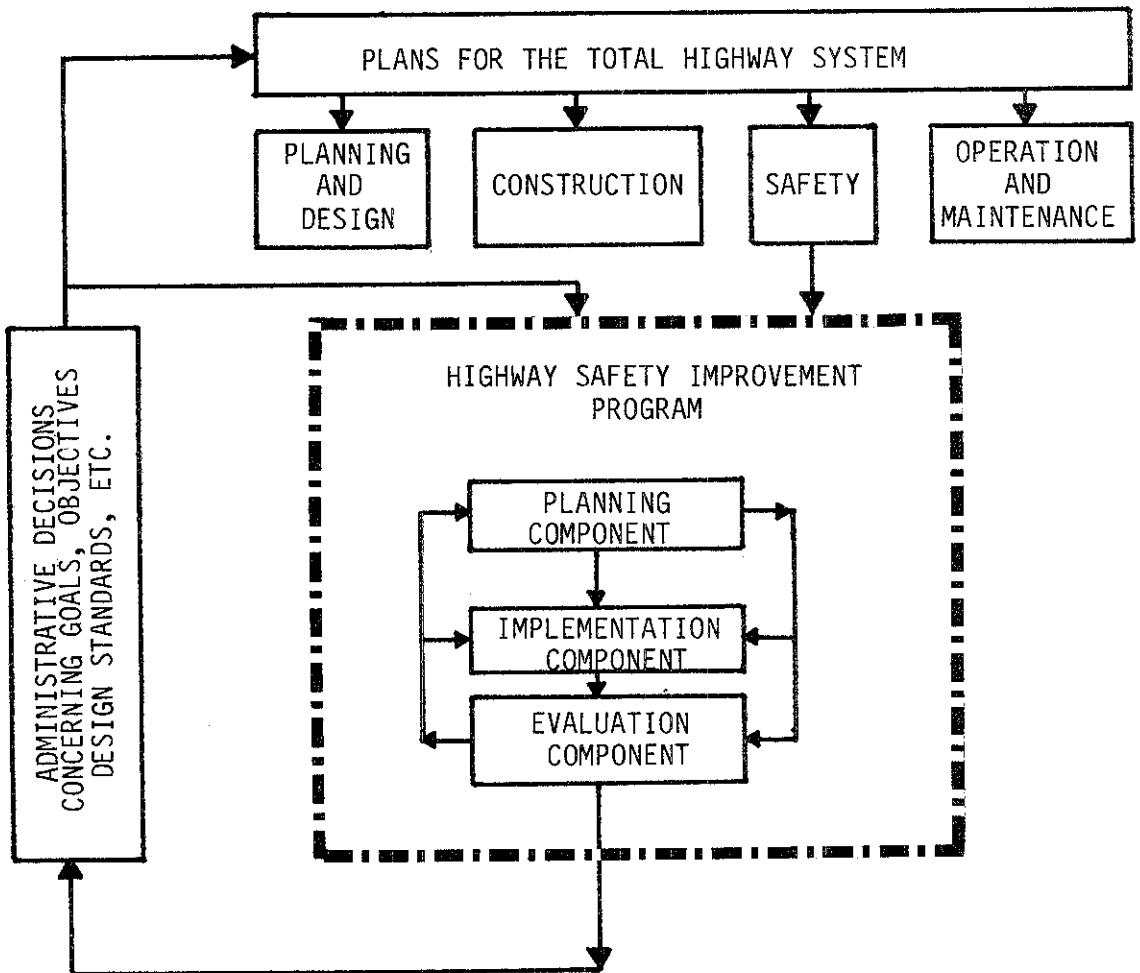 PLANS FOR THE TOTAL HIGHWAY SYSTEM
PLANNING
AND
DESIGN
CONSTRUCTION
SAFETY
OPERATION
AND
MAINTENANCE
ADMINISTRATIVE DECISIONS
CONCERNING GOALS, OBJECTIVES
DESIGN STANDARDS, ETC.
HIGHWAY SAFETY IMPROVEMENT
PROGRAM
PLANNING
COMPONENT
IMPLEMENTATION
COMPONENT
EVALUATION
COMPONENT